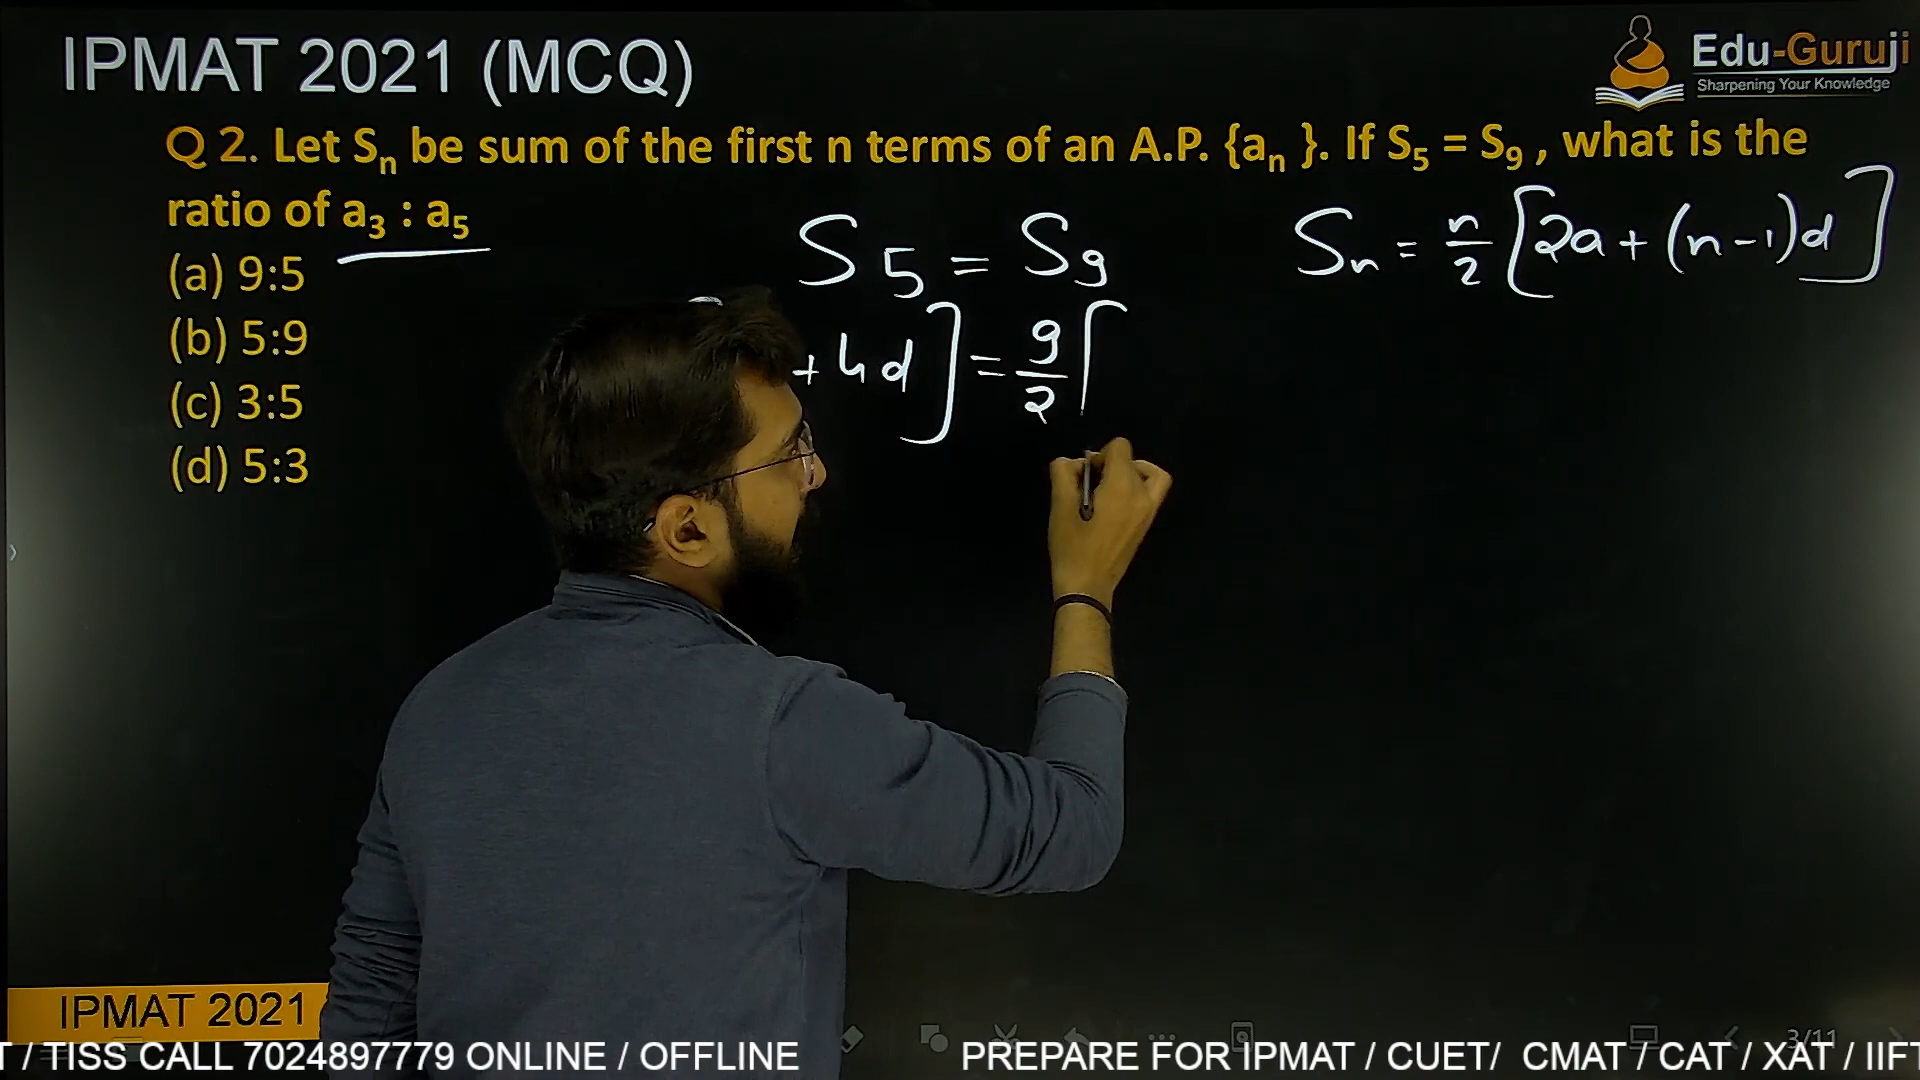 IPMAT 2021 (MCQ)
Edu-Guruji
Sharpening Your Knowledge
Q 2. Let Sn be sum of the first n terms of an A.P. {an }. If S5 = S9 , what is the
ratio of a3 : a5
(a) 9:5
(b) 5:9
(c) 3:5
(d) 5:3
S5 = S9
+ 4d] = 9/2 [
Sn = n/2 [2a + (n-1)d]
IPMAT 2021
3/11
T / TISS CALL 7024897779 ONLINE / OFFLINE PREPARE FOR IPMAT / CUET/ CMAT / CAT / XAT / IIFT